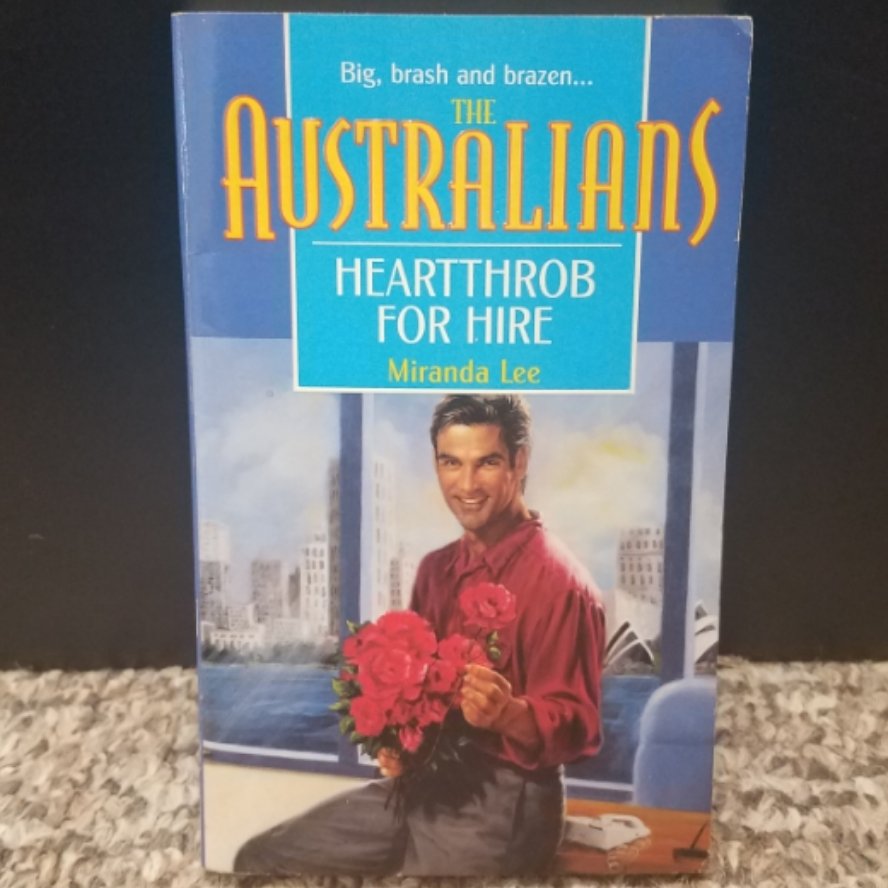 Big, brash and brazen...
THE
AUSTRALIANS
HEARTTHROB
FOR HIRE
Miranda Lee